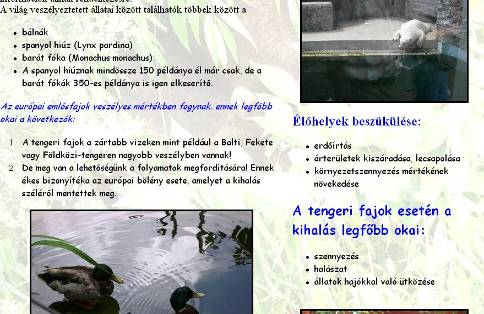 A világ veszélyeztetett állatai között találhatók többek között a
bálnák
spanyol hiúz (Lynx pardina)
barát fóka (Monachus monachus)
A spanyol hiúznak mindössze 150 példánya él már csak, de a
barát fókák 350-es példánya is igen elkeserítő.
Az európai emlősfajok veszélyes mértékben fogynak, ennek legfőbb
okai a következők:
1 A tengeri fajok a zártabb vizeken mint például a Balti, Fekete
vagy Földközi-tengeren nagyobb veszélyben vannak!
2 De meg van a lehetőségünk a folyamatok megfordítására! Ennek
ékes bizonyítéka az európai bölény esete, amelyet a kihalás
széléről mentettek meg.
Élőhelyek beszűkülése:
erdőirtás
árterületek kiszáradása, lecsapolása
környezetszennyezés mértékének
növekedése
A tengeri fajok esetén a
kihalás legfőbb okai:
szennyezés
halászat
állatok hajókkal való ütközése